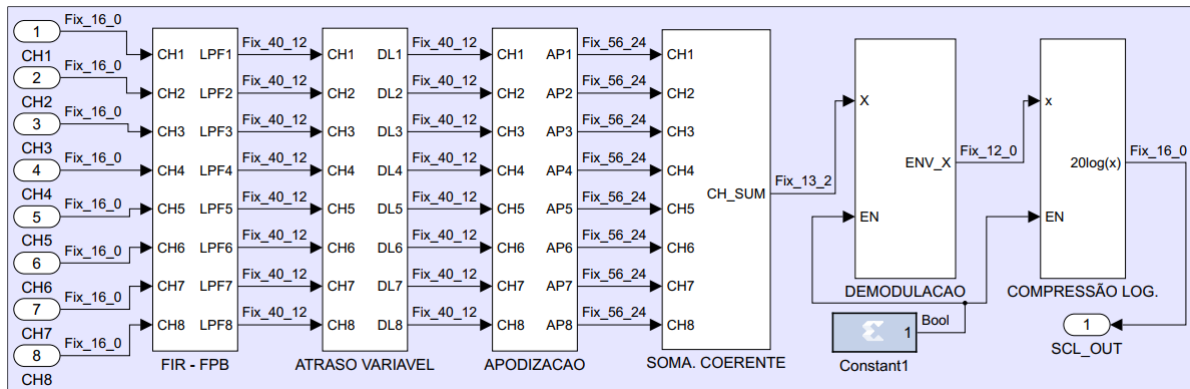 1
Fix_16_0
CH1
CH1
LPF1
Fix_40_12
CH1
DL1
Fix_40_12
CH1
AP1
Fix_56_24
CH1
2
Fix_16_0
CH2
CH2
LPF2
Fix_40_12
CH2
DL2
Fix_40_12
CH2
AP2
Fix_56_24
CH2
3
Fix_16_0
CH3
CH3
LPF3
Fix_40_12
CH3
DL3
Fix_40_12
CH3
AP3
Fix_56_24
CH3
4
Fix_16_0
CH4
CH4
LPF4
Fix_40_12
CH4
DL4
Fix_40_12
CH4
AP4
Fix_56_24
CH4
5
Fix_16_0
CH5
CH5
LPF5
Fix_40_12
CH5
DL5
Fix_40_12
CH5
AP5
Fix_56_24
CH5
6
Fix_16_0
CH6
CH6
LPF6
Fix_40_12
CH6
DL6
Fix_40_12
CH6
AP6
Fix_56_24
CH6
7
Fix_16_0
CH7
CH7
LPF7
Fix_40_12
CH7
DL7
Fix_40_12
CH7
AP7
Fix_56_24
CH7
8
Fix_16_0
CH8
CH8
LPF8
Fix_40_12
CH8
DL8
Fix_40_12
CH8
AP8
Fix_56_24
CH8
FIR - FPB
ATRASO VARIAVEL
APODIZACAO
SOMA. COERENTE
CH_SUM
Fix_13_2
X
ENV_X
EN
DEMODULACAO
Fix_12_0
x
20log(x)
EN
COMPRESSÃO LOG.
Fix_16_0
1
Bool
Constant1
1
SCL_OUT